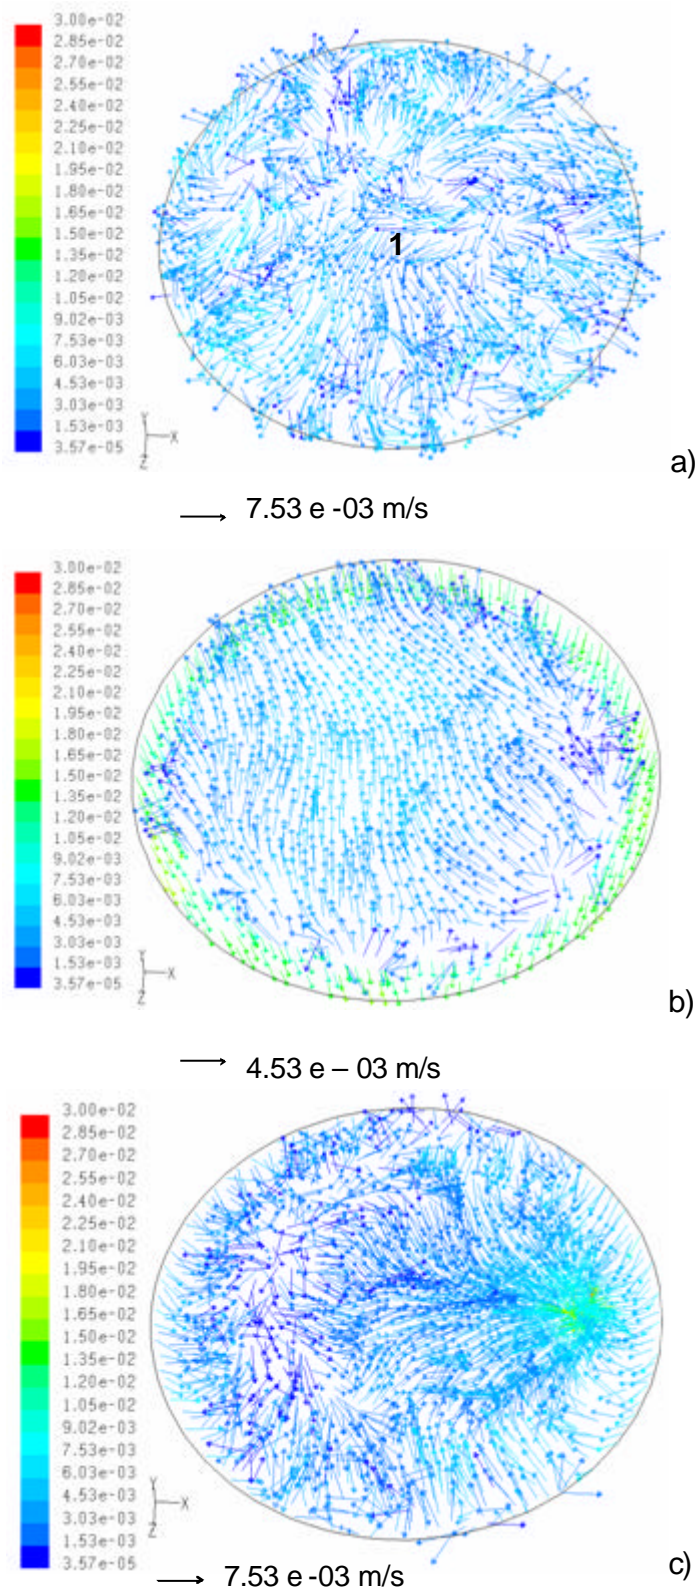 3.00e-02
2.85e-02
2.70e-02
2.55e-02
2.40e-02
2.25e-02
2.10e-02
1.95e-02
1.80e-02
1.65e-02
1.50e-02
1.35e-02
1.20e-02
1.05e-02
9.02e-03
7.53e-03
6.03e-03
4.53e-03
3.03e-03
1.53e-03
3.57e-05
1
Y
X
Z
a)
7.53 e -03 m/s
3.00e-02
2.85e-02
2.70e-02
2.55e-02
2.40e-02
2.25e-02
2.10e-02
1.95e-02
1.80e-02
1.65e-02
1.50e-02
1.35e-02
1.20e-02
1.05e-02
9.02e-03
7.53e-03
6.03e-03
4.53e-03
3.03e-03
1.53e-03
3.57e-05
Y
X
Z
b)
4.53 e – 03 m/s
3.00e-02
2.85e-02
2.70e-02
2.55e-02
2.40e-02
2.25e-02
2.10e-02
1.95e-02
1.80e-02
1.65e-02
1.50e-02
1.35e-02
1.20e-02
1.05e-02
9.02e-03
7.53e-03
6.03e-03
4.53e-03
3.03e-03
1.53e-03
3.57e-05
Y
X
Z
c)
7.53 e -03 m/s